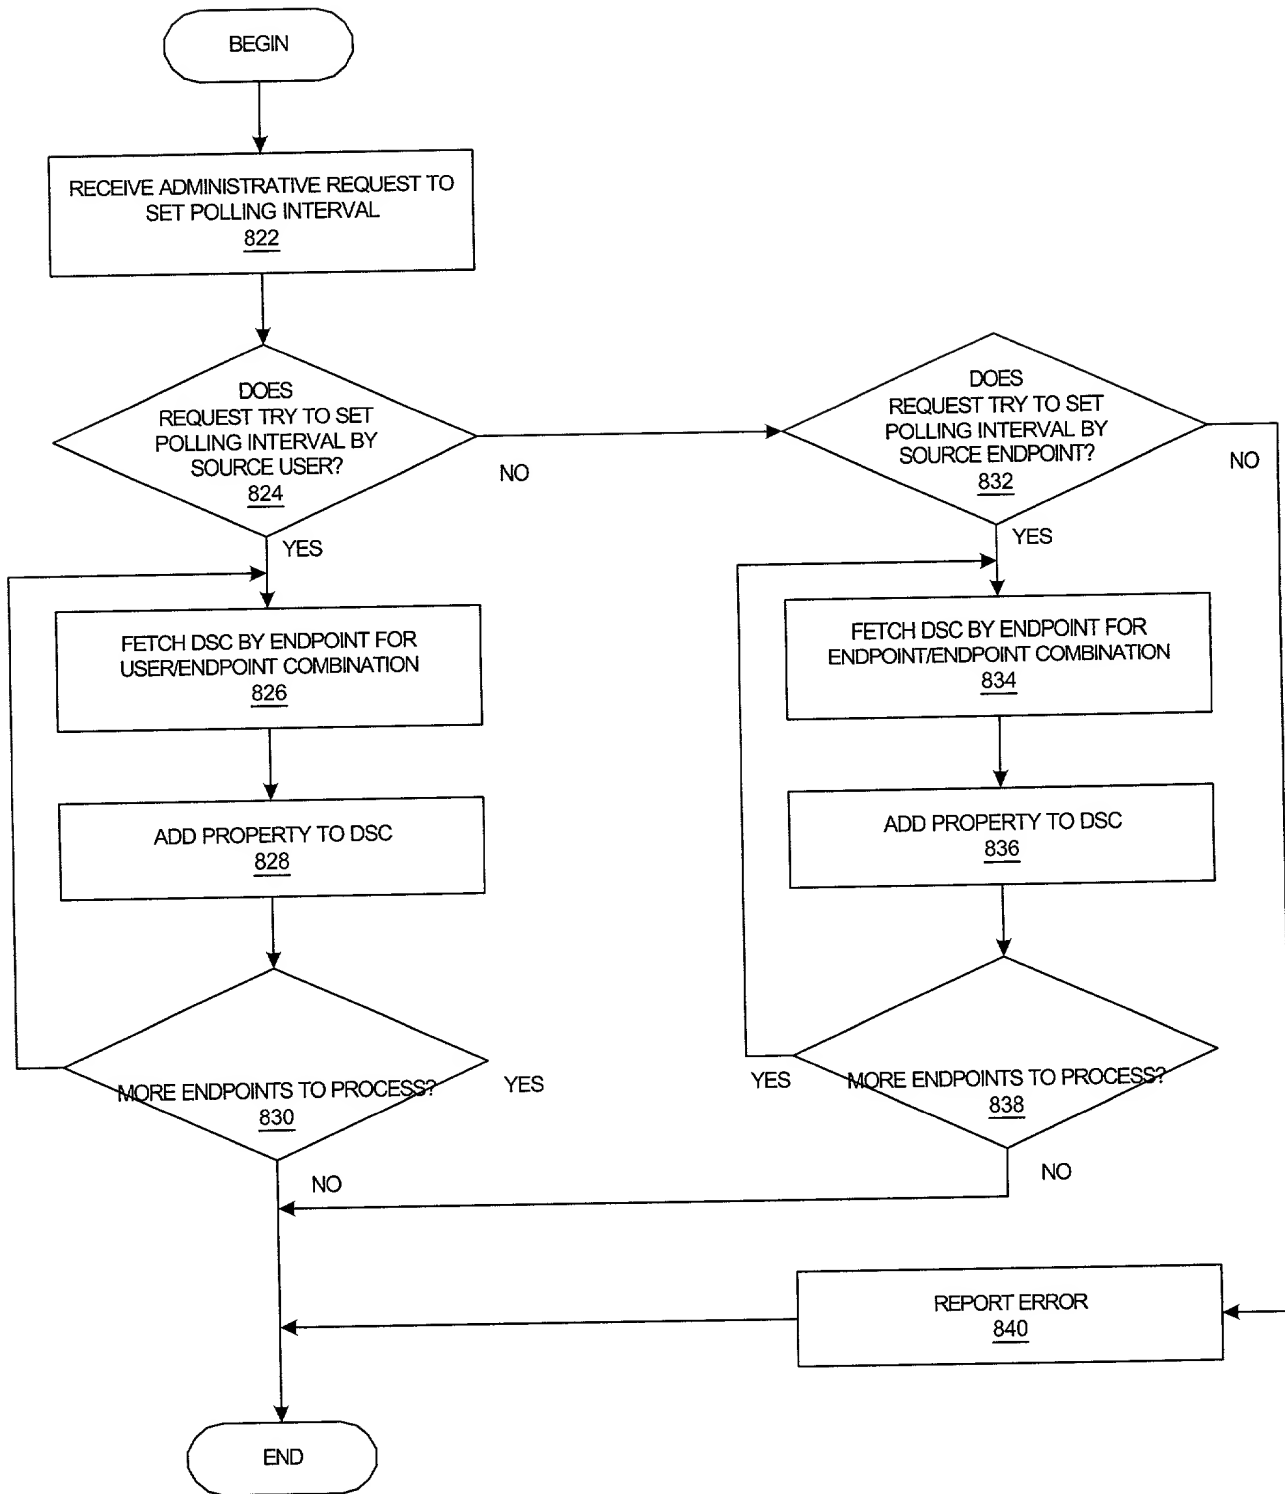 BEGIN
RECEIVE ADMINISTRATIVE REQUEST TO
SET POLLING INTERVAL
822
DOES
REQUEST TRY TO SET
POLLING INTERVAL BY
SOURCE USER?
824
NO
YES
DOES
REQUEST TRY TO SET
POLLING INTERVAL BY
SOURCE ENDPOINT?
832
NO
YES
FETCH DSC BY ENDPOINT FOR
USER/ENDPOINT COMBINATION
826
FETCH DSC BY ENDPOINT FOR
ENDPOINT/ENDPOINT COMBINATION
834
ADD PROPERTY TO DSC
828
ADD PROPERTY TO DSC
836
MORE ENDPOINTS TO PROCESS?
830
YES
NO
YES
MORE ENDPOINTS TO PROCESS?
838
NO
REPORT ERROR
840
END